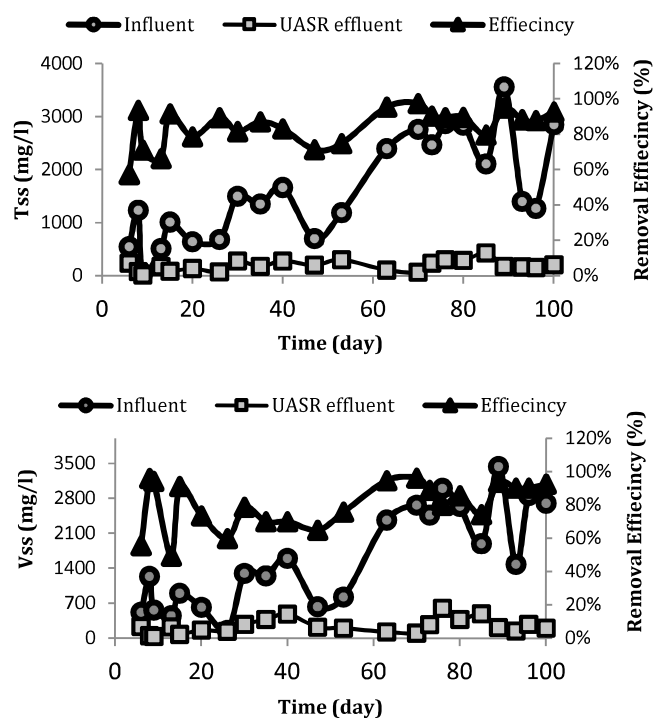 Influent UASR effluent Effiecincy
4000 120%
100%
3000
80%
2000 60%
40%
1000
20%
0 0%
0 20 40 60 80 100
Tss (mg/l)
Removal Effiecincy (%)
Time (day)
Influent UASR effluent Effiecincy
120%
3500 100%
2800
80%
2100
60%
1400
40%
700 20%
0 0%
0 20 40 60 80 100
Vss (mg/l)
Removal Effiecincy (%)
Time (day)